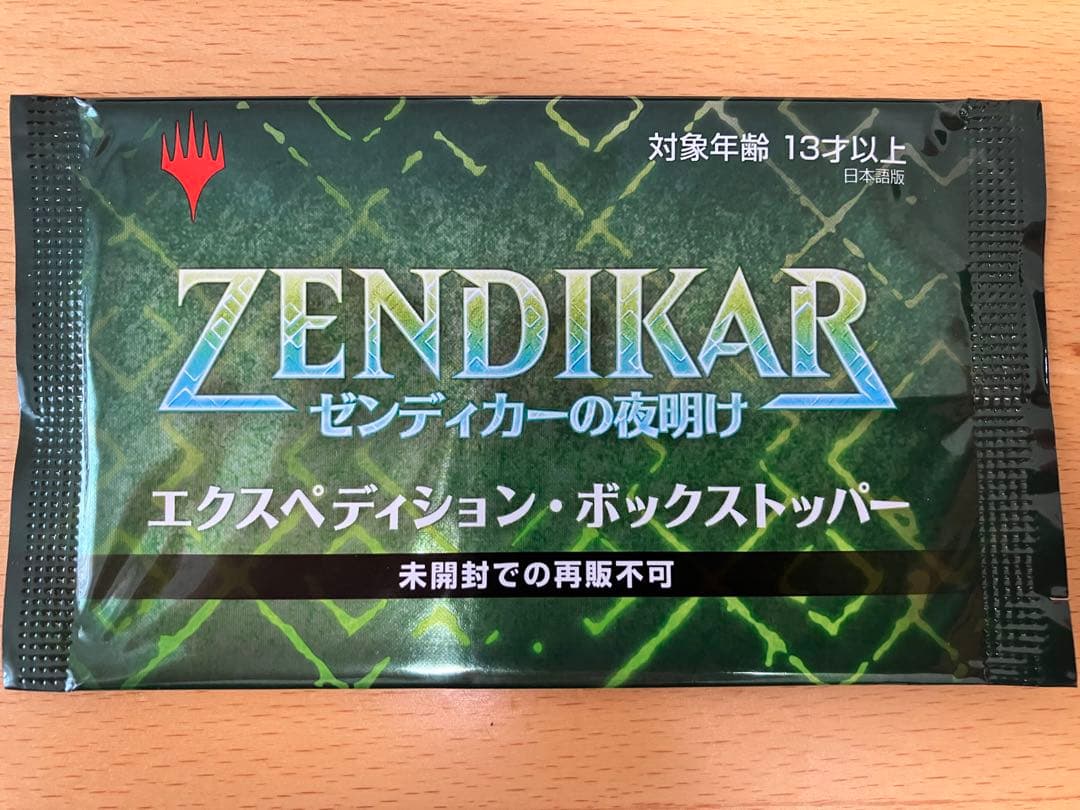 対象年齢 13才以上
日本語版
ZENDIKAR
ゼンディカーの夜明け
エクスペディション・ボックストッパー
未開封での再販不可